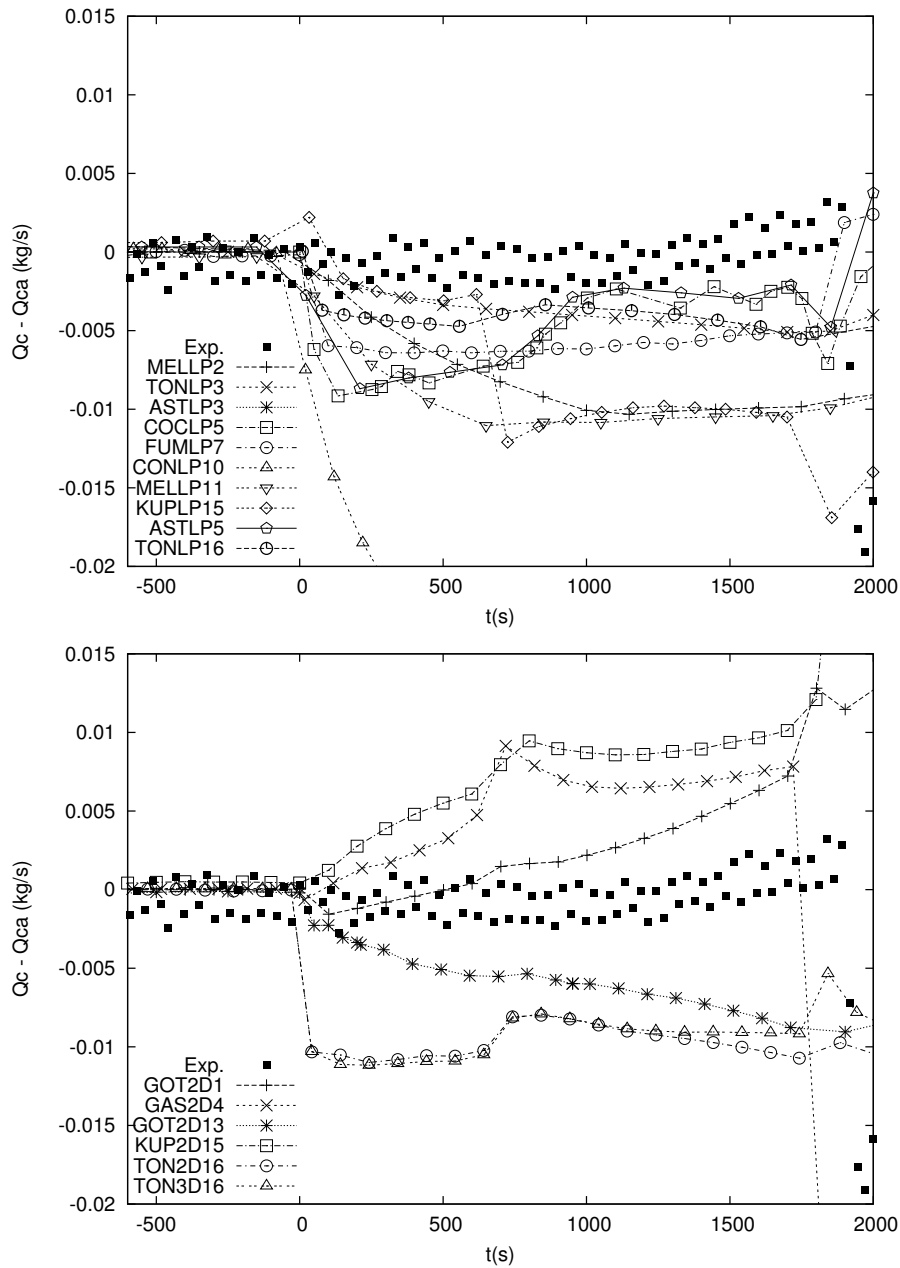 0.015
0.01
0.005
0
-0.005
-0.01
-0.015
-0.02
Qc - Qca (kg/s)
Exp.
MELLP2
TONLP3
ASTLP3
COCLP5
FUMLP7
CONLP10
MELLP11
KUPLP15
ASTLP5
TONLP16
-500 0 500 1000 1500 2000
t(s)
0.015
0.01
0.005
0
-0.005
-0.01
-0.015
-0.02
Qc - Qca (kg/s)
Exp.
GOT2D1
GAS2D4
GOT2D13
KUP2D15
TON2D16
TON3D16
-500 0 500 1000 1500 2000
t(s)